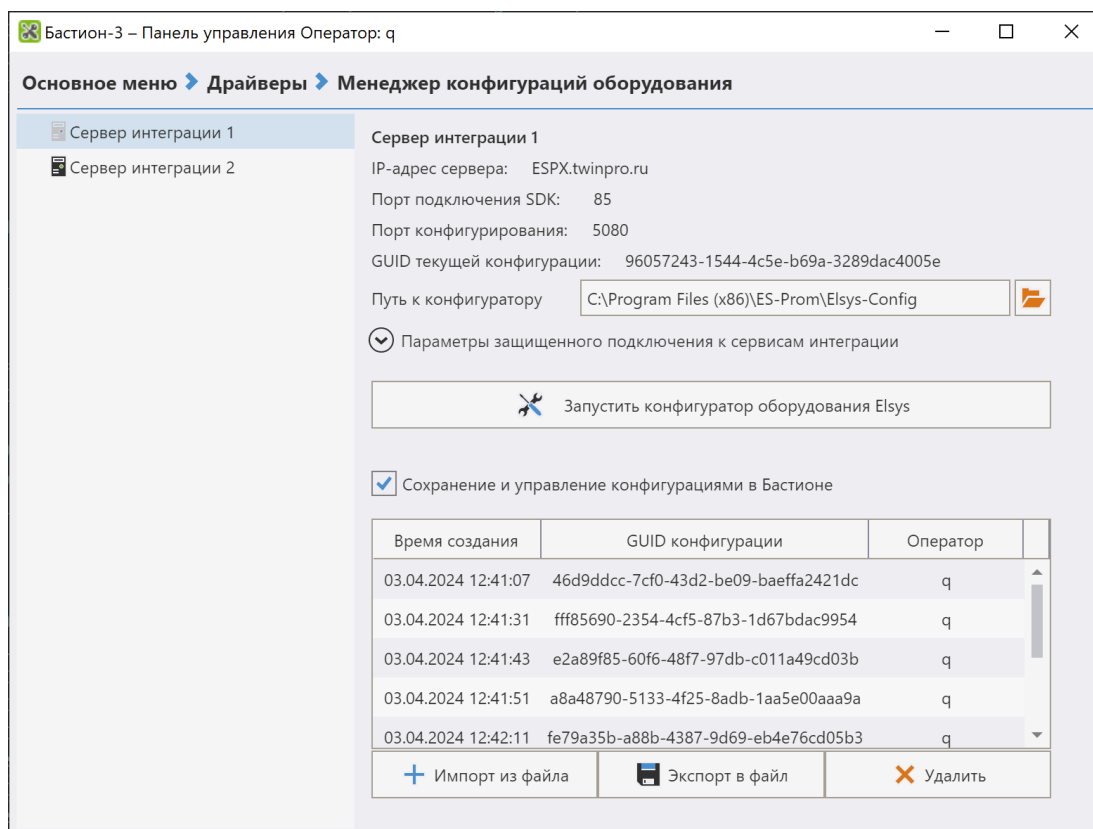 Бастион-3 – Панель управления Оператор: q
Основное меню Драйверы Менеджер конфигураций оборудования
Сервер интеграции 1
Сервер интеграции 2
Сервер интеграции 1
IP-адрес сервера: ESPX.twinpro.ru
Порт подключения SDK: 85
Порт конфигурирования: 5080
GUID текущей конфигурации: 96057243-1544-4c5e-b69a-3289dac4005e
Путь к конфигуратору C:\Program Files (x86)\ES-Prom\Elsys-Config
Параметры защищенного подключения к сервисам интеграции
Запустить конфигуратор оборудования Elsys
Сохранение и управление конфигурациями в Бастионе
Время создания GUID конфигурации Оператор
03.04.2024 12:41:07 46d9ddcc-7cf0-43d2-be09-baeffa2421dc q
03.04.2024 12:41:31 fff85690-2354-4cf5-87b3-1d67bdac9954 q
03.04.2024 12:41:43 e2a89f85-60f6-48f7-97db-c011a49cd03b q
03.04.2024 12:41:51 a8a48790-5133-4f25-8adb-1aa5e00aaa9a q
03.04.2024 12:42:11 fe79a35b-a88b-4387-9d69-eb4e76cd05b3 q
Импорт из файла Экспорт в файл Удалить